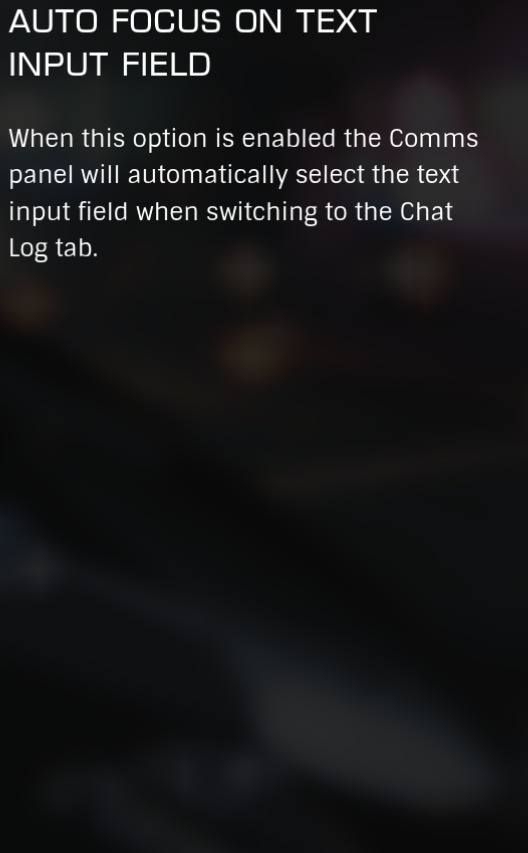 AUTO FOCUS ON TEXT
INPUT FIELD
When this option is enabled the Comms
panel will automatically select the text
input field when switching to the Chat
Log tab.